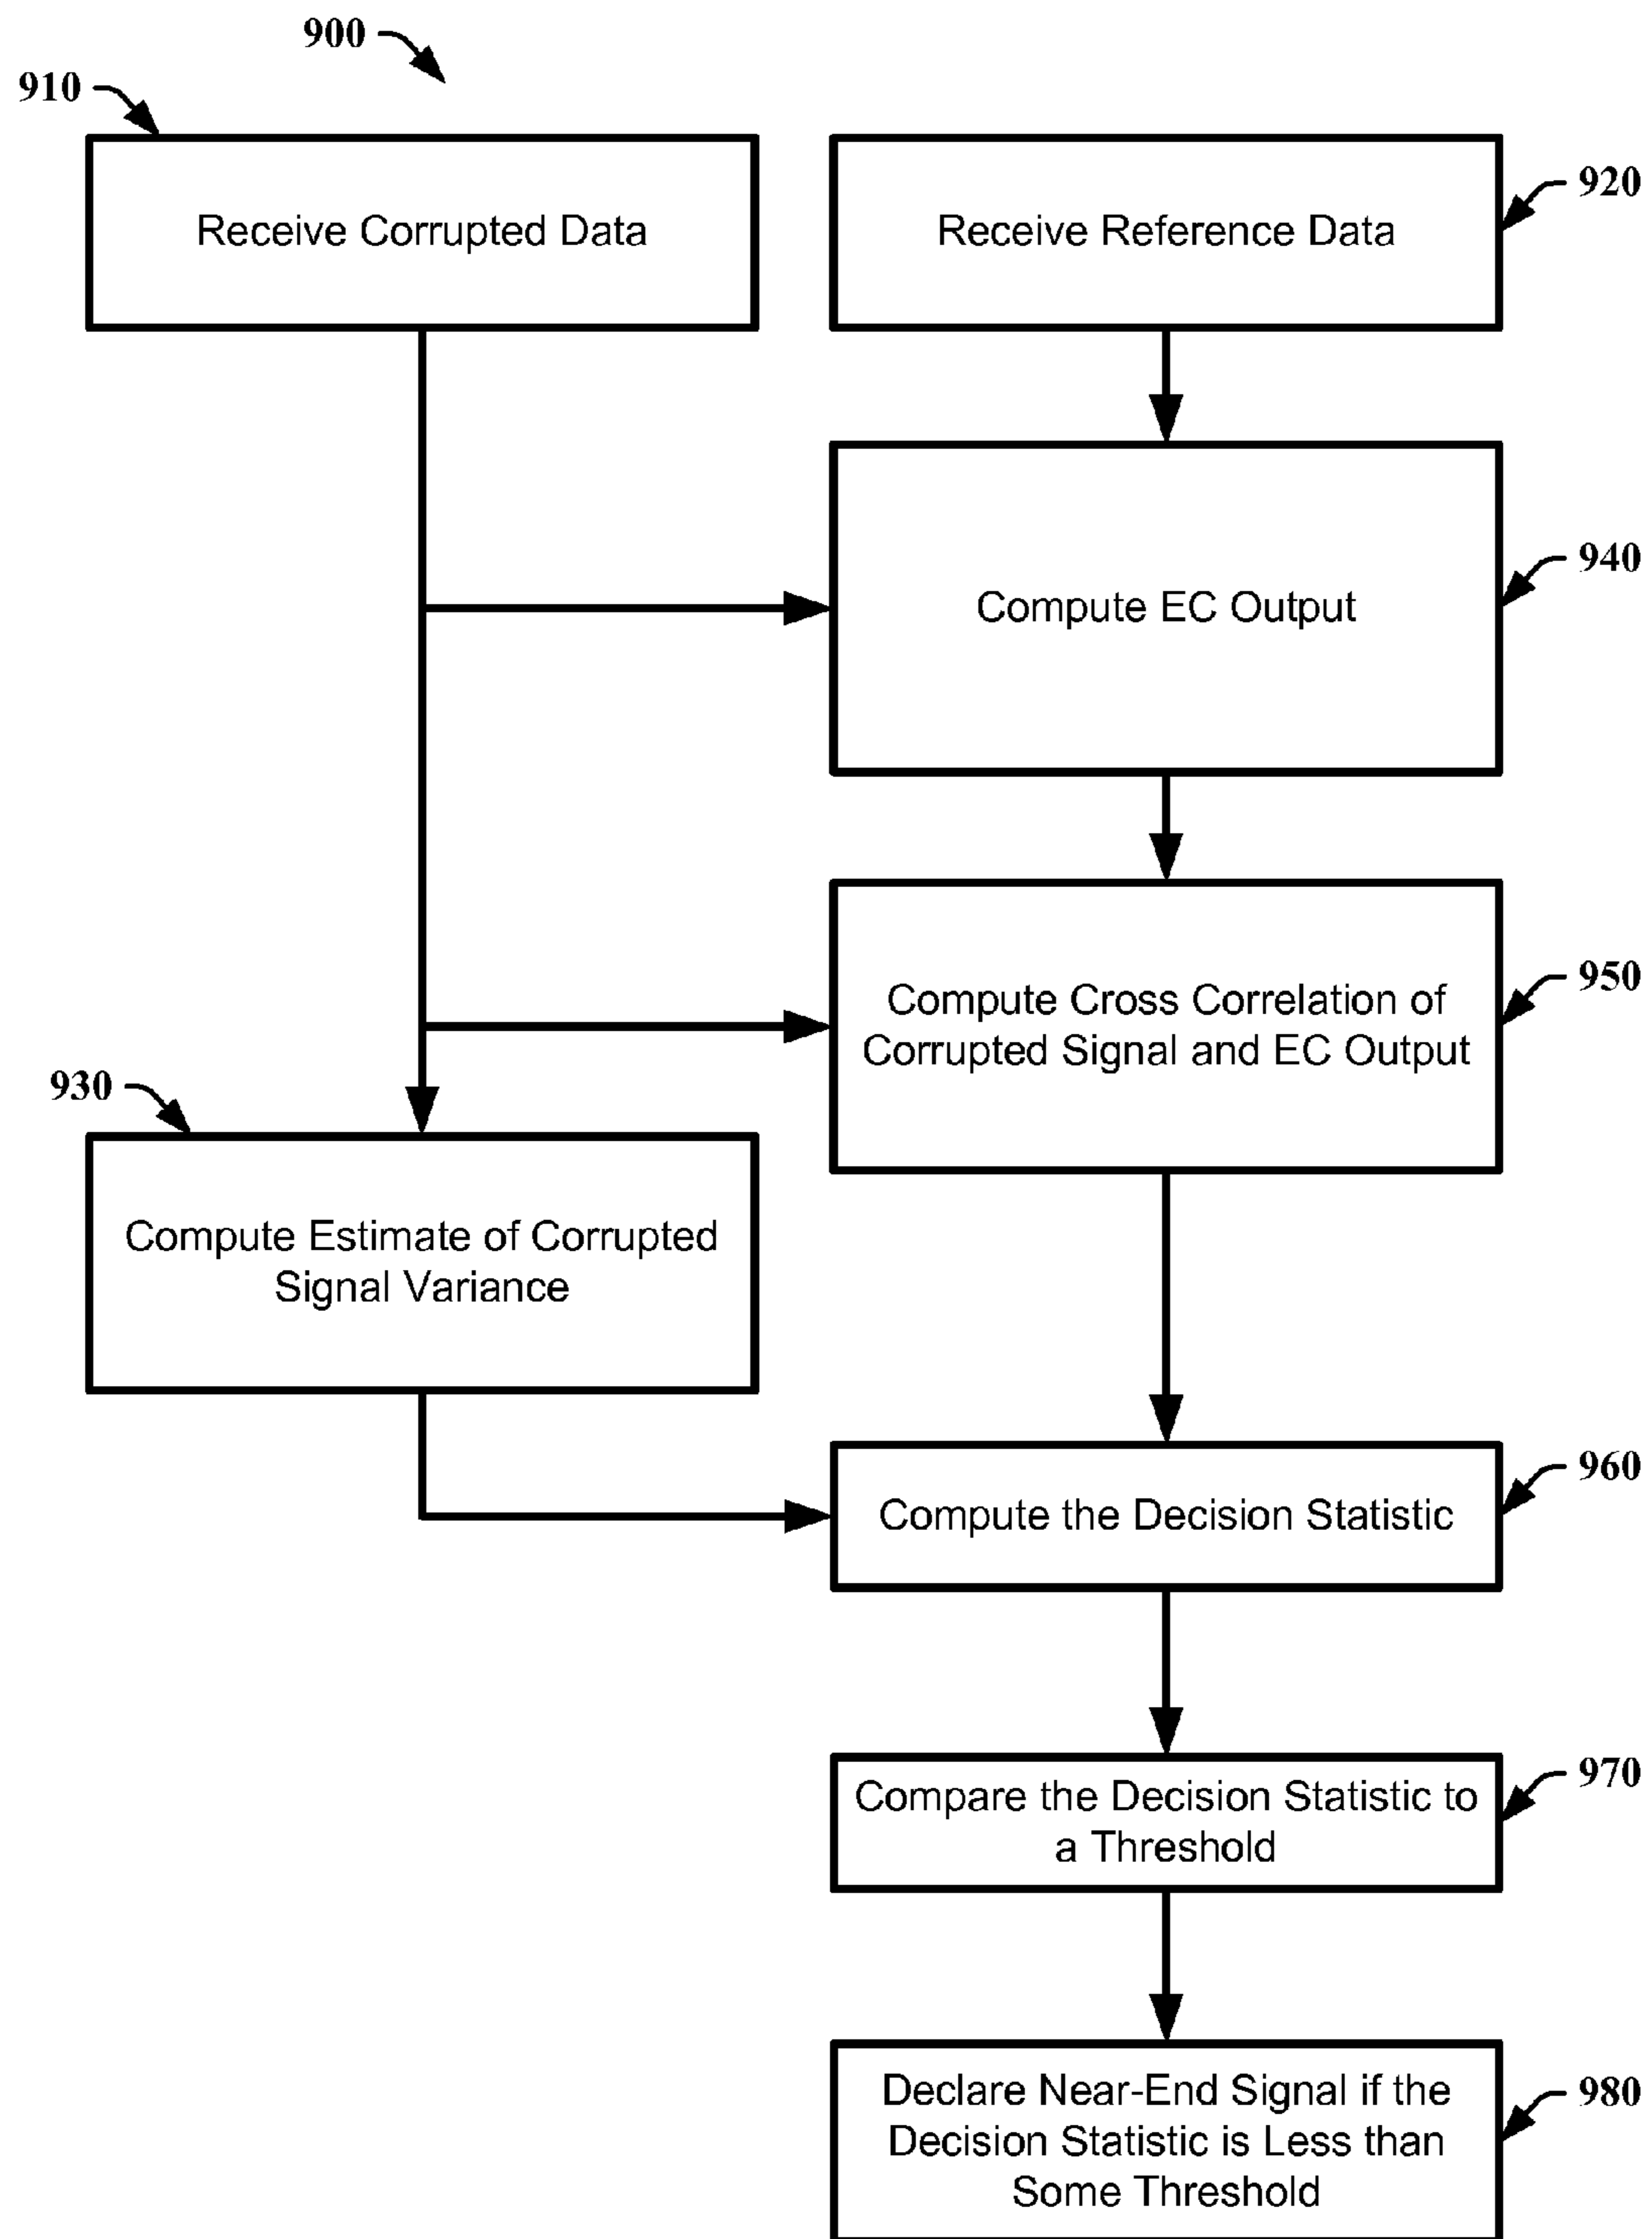 900
910
Receive Corrupted Data
Receive Reference Data
920
Compute EC Output
940
Compute Cross Correlation of
Corrupted Signal and EC Output
950
930
Compute Estimate of Corrupted
Signal Variance
Compute the Decision Statistic
960
Compare the Decision Statistic to
a Threshold
970
Declare Near-End Signal if the
Decision Statistic is Less than
Some Threshold
980